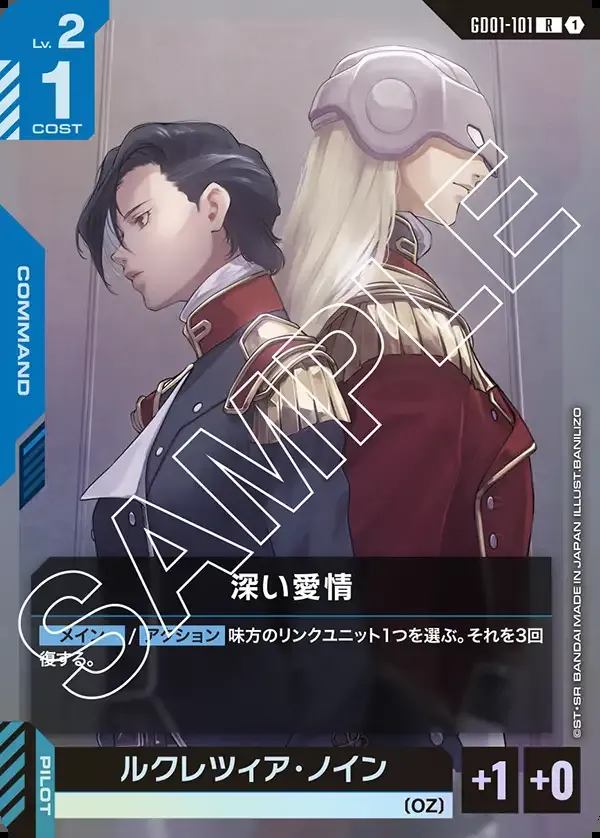 Lv. 2
1
COST
GD01-101 R 1
COMMAND
SAMPLE
深い愛情
メイン / アクション 味方のリンクユニット1つを選ぶ。それを3回
復する。
©ST・SR BANDAI MADE IN JAPAN ILLUST.BANILIZO
PILOT
ルクレツィア・ノイン
+1 +0
〔OZ〕